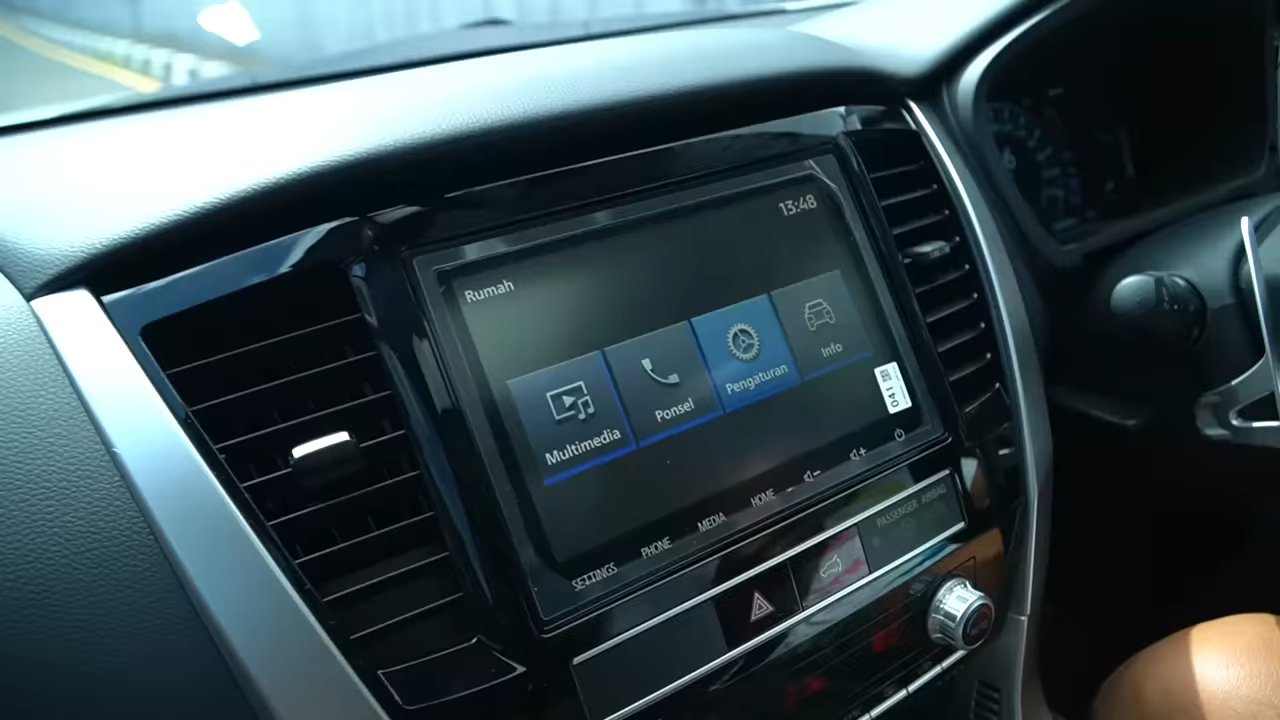 13:48
Rumah
Multimedia
Ponsel
Pengaturan
Info
041
SETTINGS
PHONE
MEDIA
HOME
PASSENGER AIRBAG